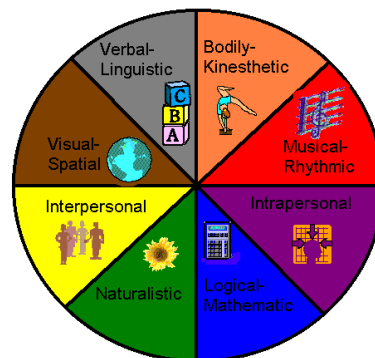 Verbal-
Linguistic
Bodily-
Kinesthetic
C
B
A
Visual-
Spatial
Musical-
Rhythmic
Interpersonal
Intrapersonal
Naturalistic
Logical-
Mathematic